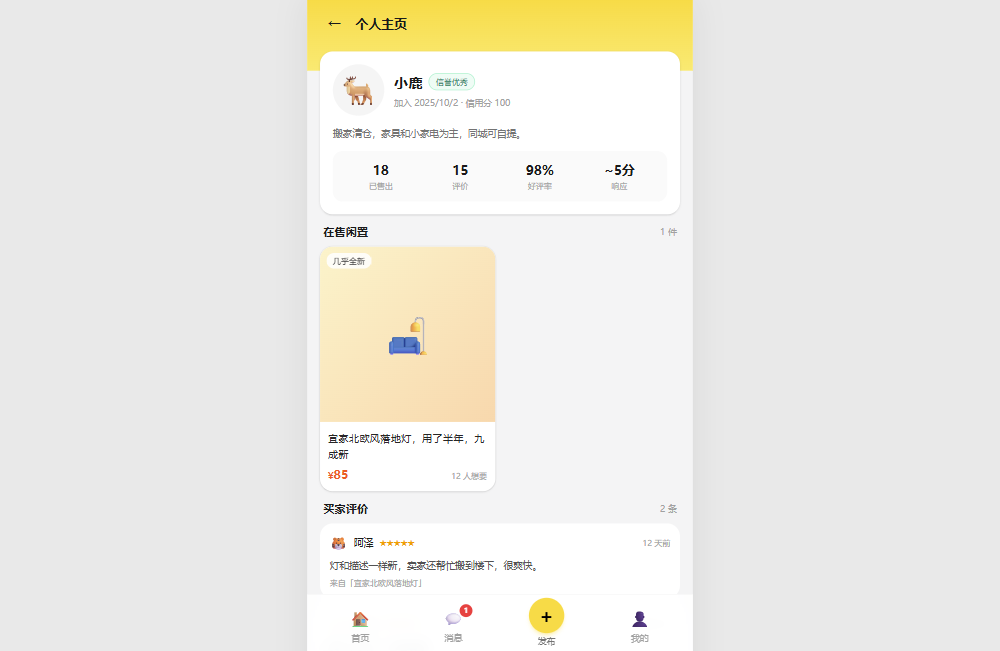 ← 个人主页
小鹿 信誉优秀
加入 2025/10/2 · 信用分 100
搬家清仓，家具和小家电为主，同城可自提。
18 15 98% ~5分
已售出 评价 好评率 响应
在售闲置 1 件
几乎全新
宜家北欧风落地灯，用了半年，九
成新
¥85 12 人想要
买家评价 2 条
阿泽 ★★★★★ 12 天前
灯和描述一样新，卖家还帮忙搬到楼下，很爽快。
来自「宜家北欧风落地灯」
1
+
首页 消息 发布 我的